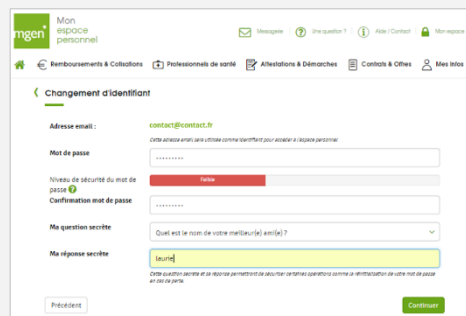 mgen
Mon
espace
personnel
Messagerie
Une question ?
Aide / Contact
Mon espace
Remboursements & Cotisations
Professionnels de santé
Attestations & Démarches
Contrats & Offres
Mes Infos
Changement d'identifiant
Adresse email :
contact@contact.fr
Cette adresse email sera utilisée comme identifiant pour accéder à l'espace personnel
Mot de passe
.........
Niveau de sécurité du mot de
passe ?
Faible
Confirmation mot de passe
.........
Ma question secrète
Quel est le nom de votre meilleur(e) ami(e) ?
Ma réponse secrète
laurie
Cette question secrète et sa réponse permettront de sécuriser certaines opérations comme la réinitialisation de votre mot de passe
en cas de perte.
Précédent
Continuer